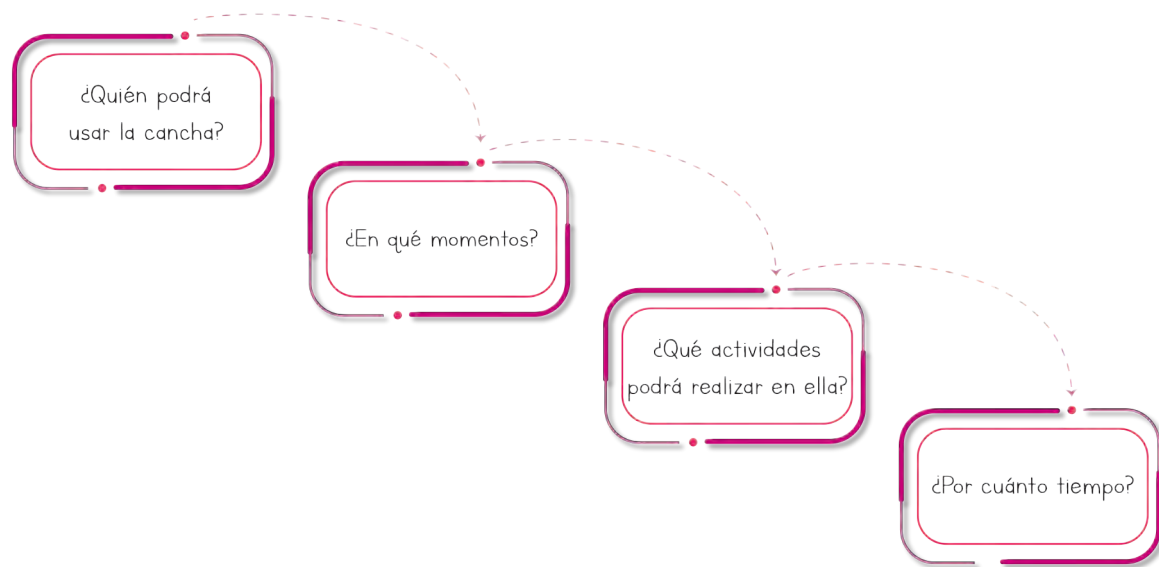 ¿Quién podrá
usar la cancha?
¿En qué momentos?
¿Qué actividades
podrá realizar en ella?
¿Por cuánto tiempo?